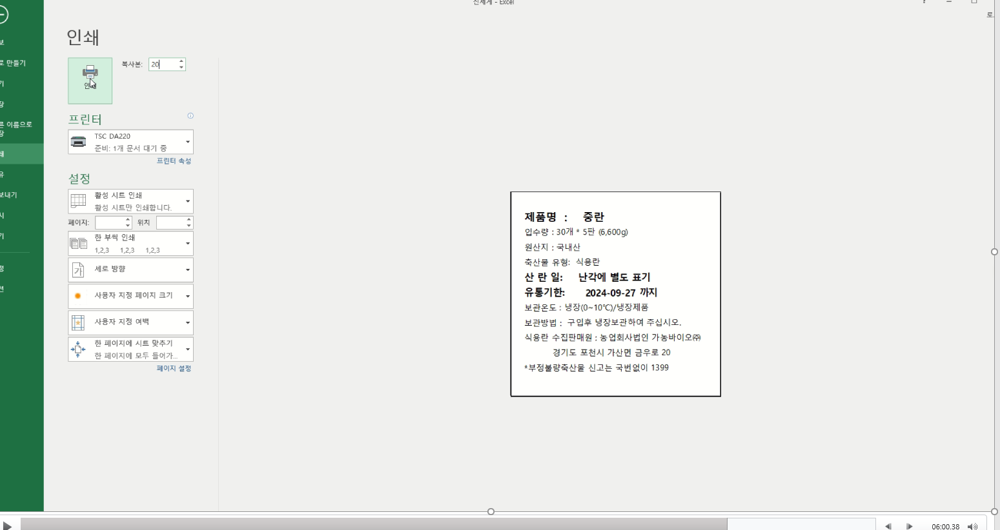 신세계 - Excel
?
로
인쇄
보
로 만들기
기
장
른 이름으로
장
쇄
유
보내기
시
기
정
션
복사본: 20
인쇄
프린터
TSC DA220
준비: 1개 문서 대기 중
프린터 속성
설정
활성 시트 인쇄
활성 시트만 인쇄합니다.
페이지: 위치
한 부씩 인쇄
1,2,3 1,2,3 1,2,3
가
세로 방향
사용자 지정 페이지 크기
사용자 지정 여백
한 페이지에 시트 맞추기
한 페이지에 모두 들어가...
페이지 설정
제품명 : 중란
입수량 : 30개 * 5판 (6,600g)
원산지 : 국내산
축산물 유형: 식용란
산 란 일: 난각에 별도 표기
유통기한: 2024-09-27 까지
보관온도 : 냉장(0~10℃)/냉장제품
보관방법 : 구입후 냉장보관하여 주십시오.
식용란 수집판매원 : 농업회사법인 가농바이오㈜
경기도 포천시 가산면 금우로 20
*부정불량축산물 신고는 국번없이 1399
06:00.38